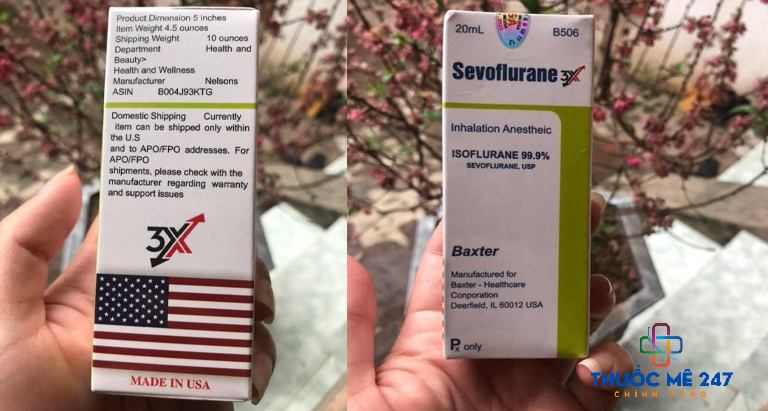 Product Dimension 5 inches
Item Weight 4.5 ounces
Shipping Weight 10 ounces
Department Health and
Beauty>
Health and Wellness
Manufacturer Nelsons
ASIN B004J93KTG
Domestic Shipping Currently
item can be shipped only within
the U.S
and to APO/FPO addresses. For
APO/FPO
shipments, please check with the
manufacturer regarding warranty
and support issues
3X
MADE IN USA
20mL B506
Sevoflurane 3X
Inhalation Anestheic
ISOFLURANE 99.9%
SEVOFLURANE, USP
Baxter
Manufactured for
Baxter - Healthcare
Conporation
Deerfield, IL 60012 USA
Rx only
THUỐC MÊ 247
CHÍNH HÃNG